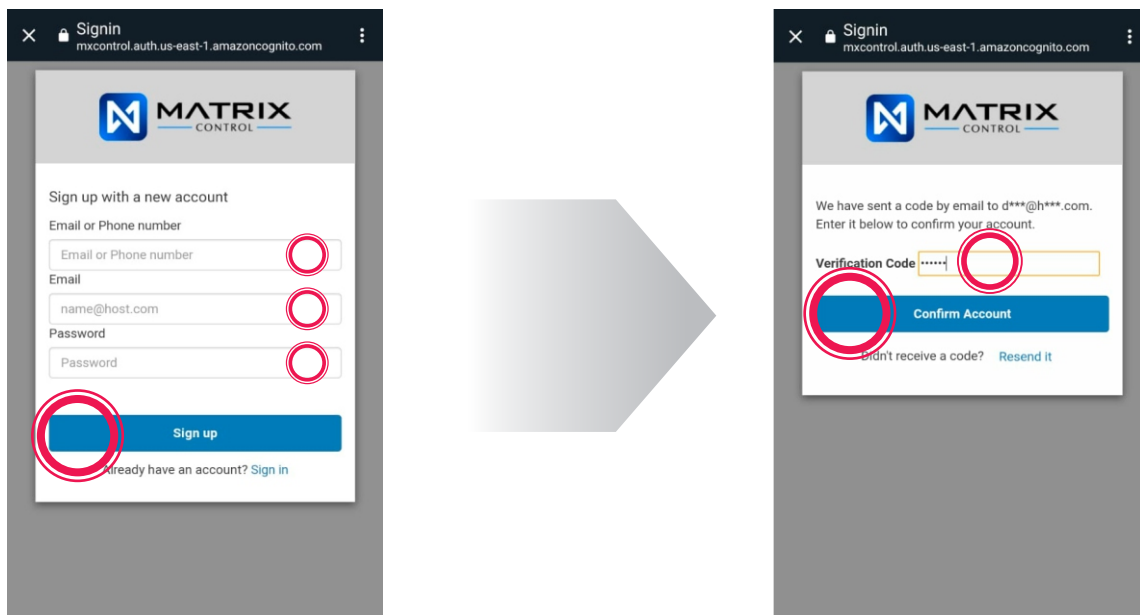 Signin
mxcontrol.auth.us-east-1.amazoncognito.com
MATRIX
CONTROL
Sign up with a new account
Email or Phone number
Email or Phone number
Email
name@host.com
Password
Password
Sign up
Already have an account? Sign in
Signin
mxcontrol.auth.us-east-1.amazoncognito.com
MATRIX
CONTROL
We have sent a code by email to d***@h***.com.
Enter it below to confirm your account.
Verification Code ······
Confirm Account
Didn't receive a code? Resend it